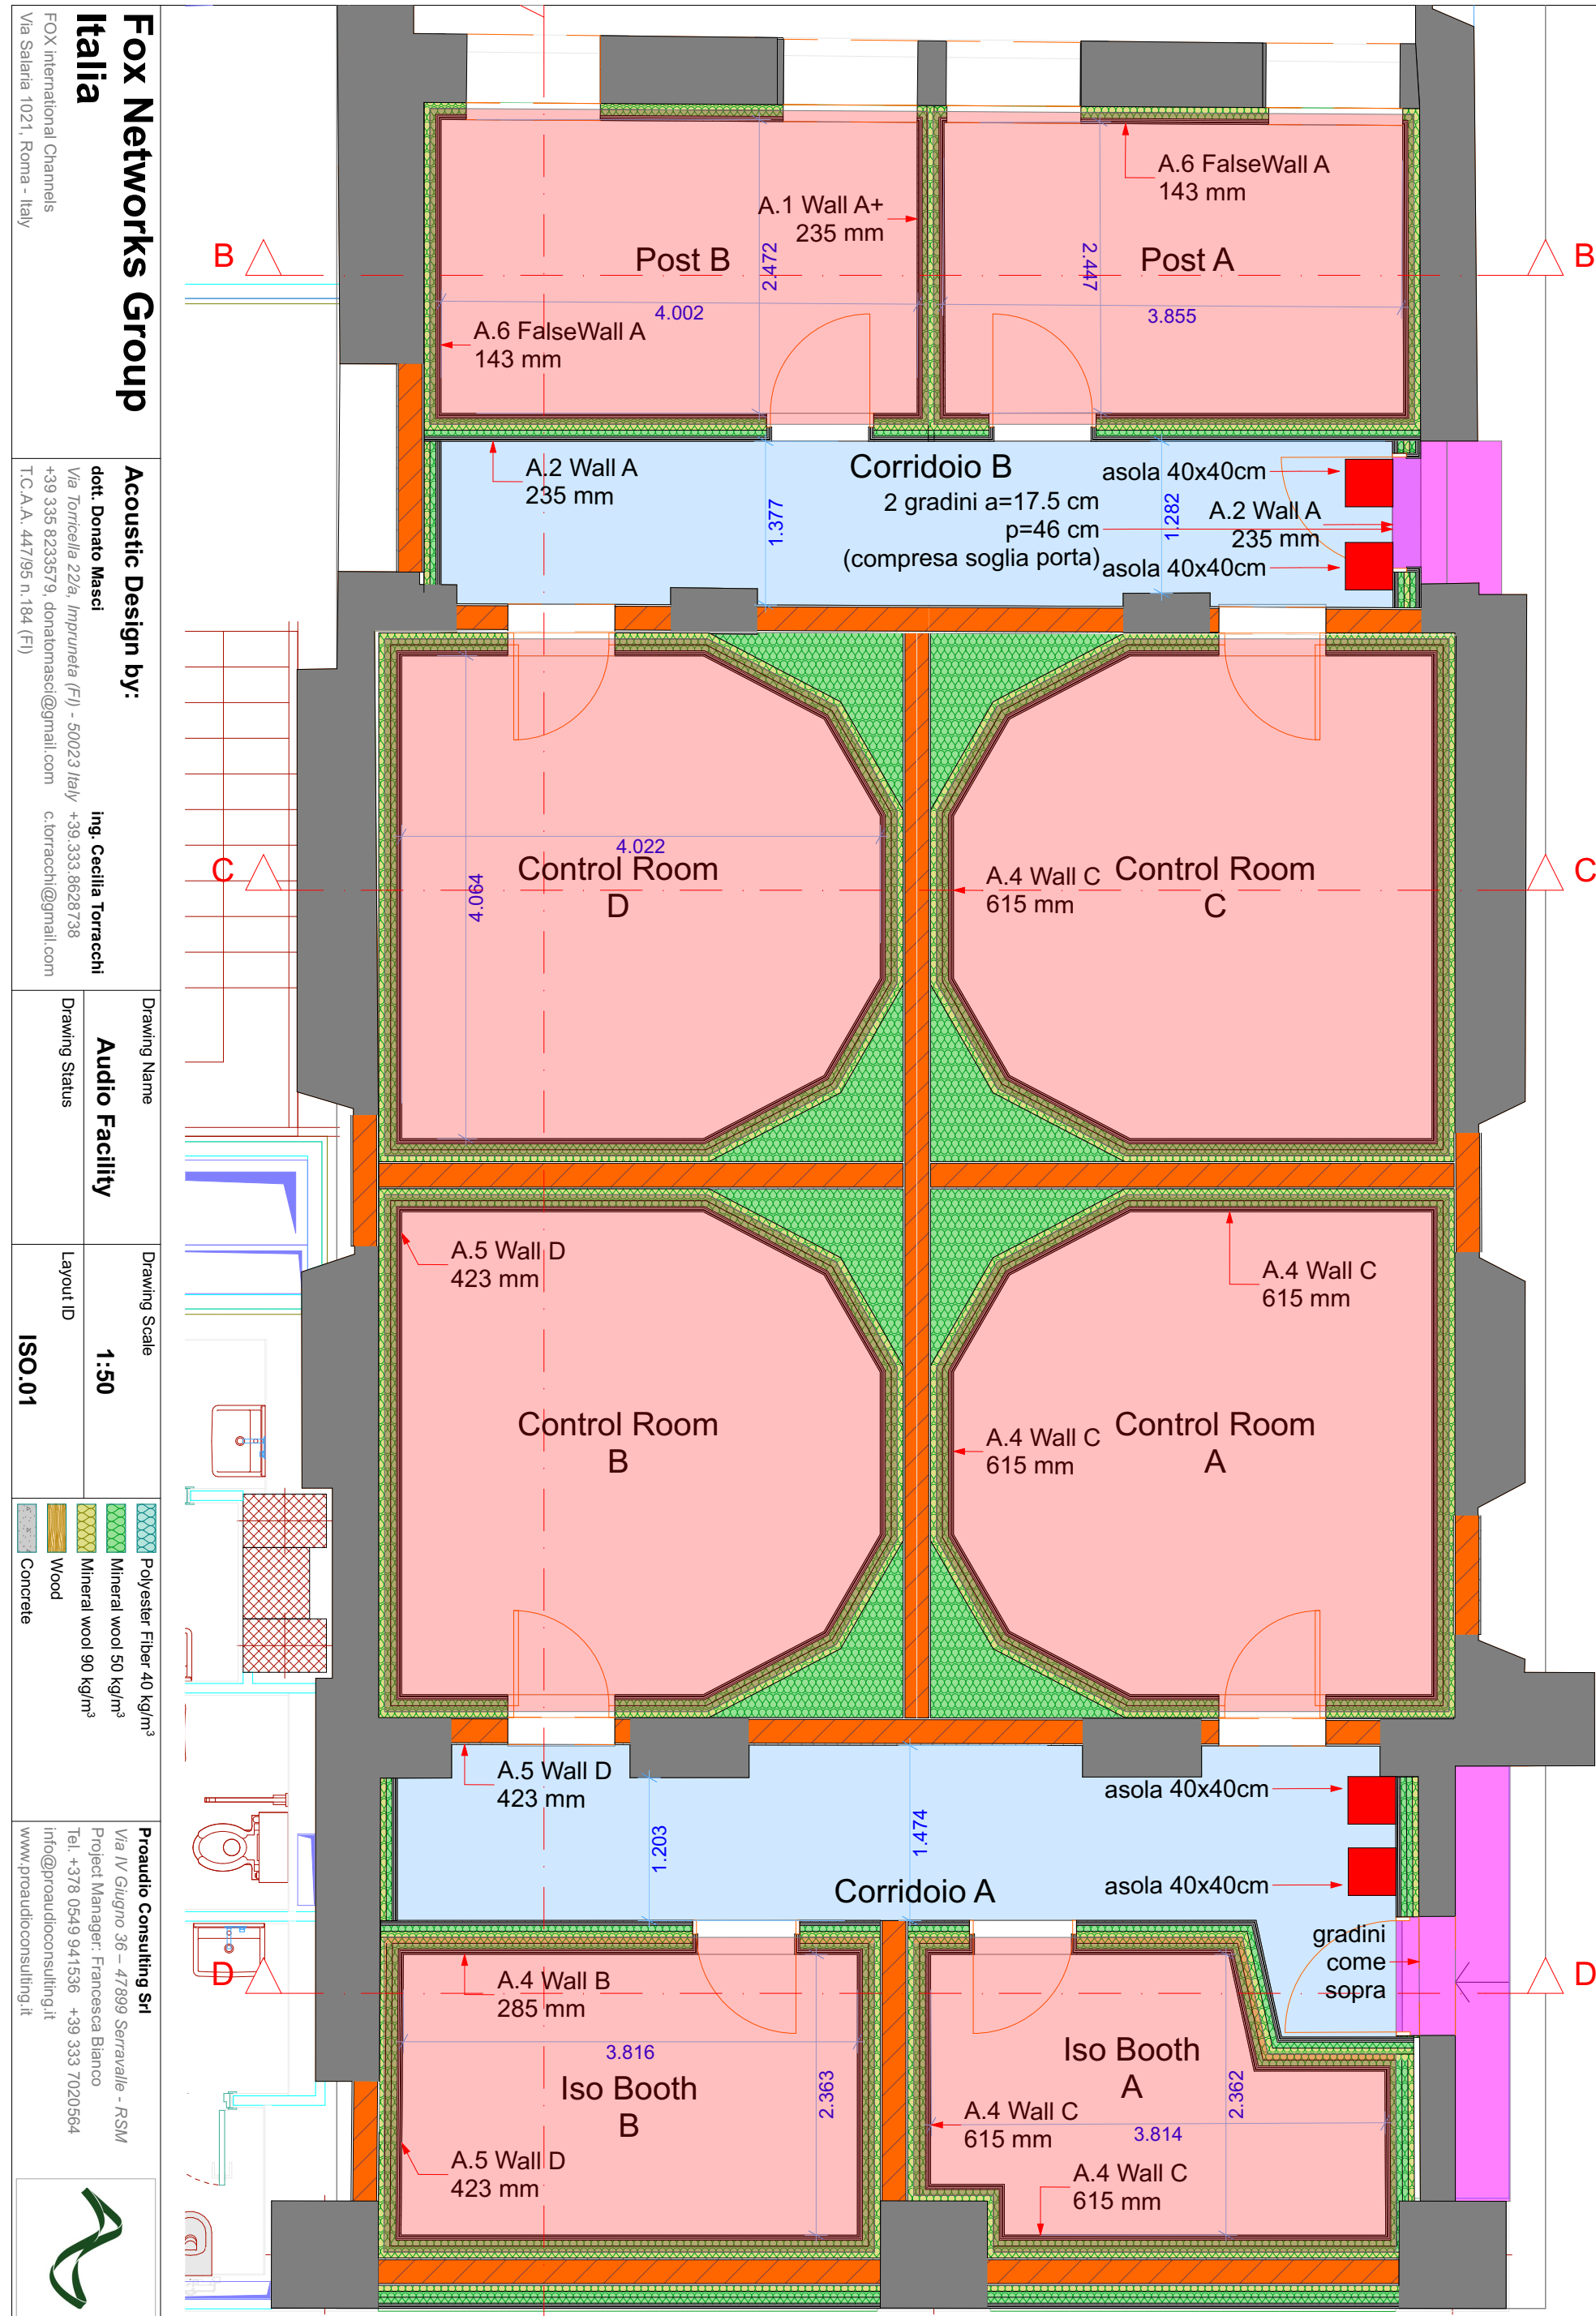 Fox Networks Group
Italia
FOX international Channels
Via Salaria 1021, Roma - Italy
Acoustic Design by:
dott. Donato Masci
Via Torricella 22/a, Impruneta (FI) - 50023 Italy
+39 335 8233579, donatomasci@gmail.com
T.C.A.A. 447/95 n.184 (FI)
ing. Cecilia Torracchi
+39.333.8628738
c.torracchi@gmail.com
Drawing Name
Audio Facility
Drawing Status
Drawing Scale
1:50
Layout ID
ISO.01
Polyester Fiber 40 kg/m³
Mineral wool 50 kg/m³
Mineral wool 90 kg/m³
Wood
Concrete
Proaudio Consulting Srl
Via IV Giugno 36 – 47899 Serravalle - RSM
Project Manager: Francesca Bianco
Tel. +378 0549 941536   +39 333 7020564
info@proaudioconsulting.it
www.proaudioconsulting.it
A.6 FalseWall A
143 mm
A.1 Wall A+
235 mm
B
Post B
2.472
2.447
Post A
B
4.002
3.855
A.6 FalseWall A
143 mm
A.2 Wall A
235 mm
Corridoio B
asola 40x40cm
2 gradini a=17.5 cm
p=46 cm
(compresa soglia porta)
1.377
1.282
A.2 Wall A
235 mm
asola 40x40cm
4.022
4.064
C
Control Room
D
A.4 Wall C
615 mm
Control Room
C
C
A.5 Wall D
423 mm
A.4 Wall C
615 mm
Control Room
B
A.4 Wall C
615 mm
Control Room
A
A.5 Wall D
423 mm
asola 40x40cm
1.203
1.474
Corridoio A
asola 40x40cm
gradini
come
sopra
D
A.4 Wall B
285 mm
D
3.816
2.363
Iso Booth
B
Iso Booth
A
2.362
A.4 Wall C
615 mm
3.814
A.5 Wall D
423 mm
A.4 Wall C
615 mm